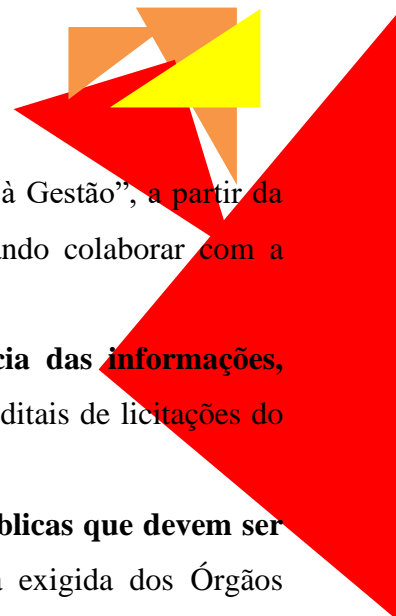 à Gestão”, a partir da
ndo colaborar com a
cia das informações,
ditais de licitações do
blicas que devem ser
exigida dos Órgãos